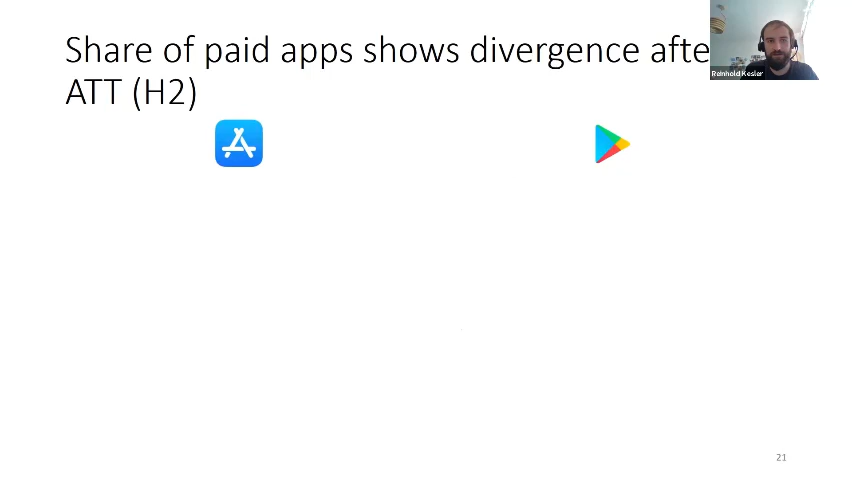 Share of paid apps shows divergence afte
ATT (H2)
Reinhold Kesler
21